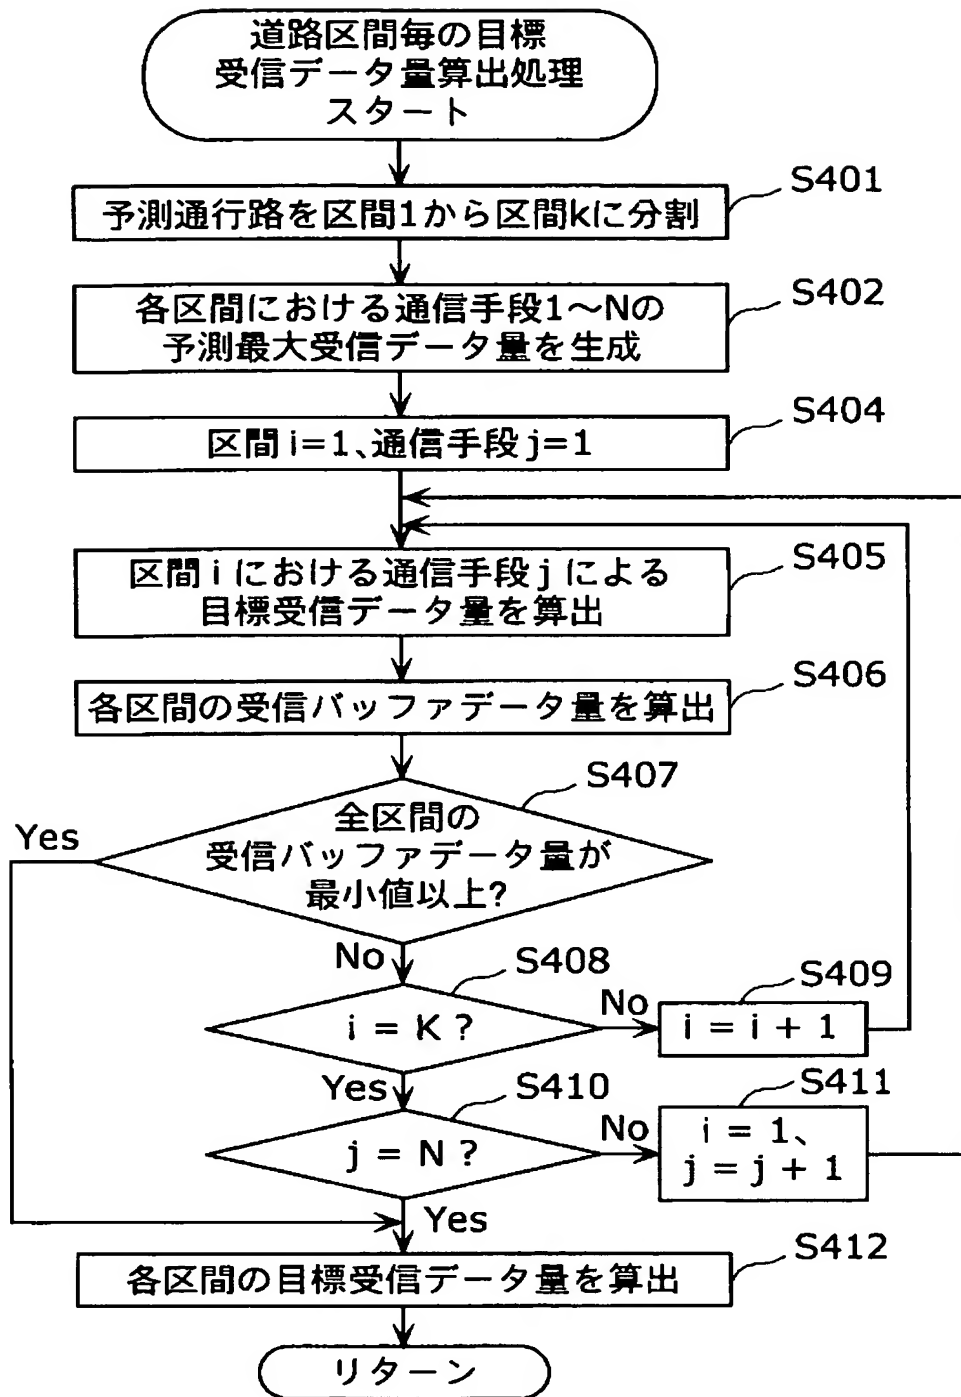 道路区間毎の目標
受信データ量算出処理
スタート
S401
予測通行路を区間1から区間kに分割
S402
各区間における通信手段1〜Nの
予測最大受信データ量を生成
S404
区間 i=1、通信手段 j=1
S405
区間 i における通信手段 j による
目標受信データ量を算出
S406
各区間の受信バッファデータ量を算出
S407
Yes
全区間の
受信バッファデータ量が
最小値以上?
No
S408
i = K ?
No
S409
i = i + 1
Yes
S410
j = N ?
No
S411
i = 1、
j = j + 1
Yes
S412
各区間の目標受信データ量を算出
リターン